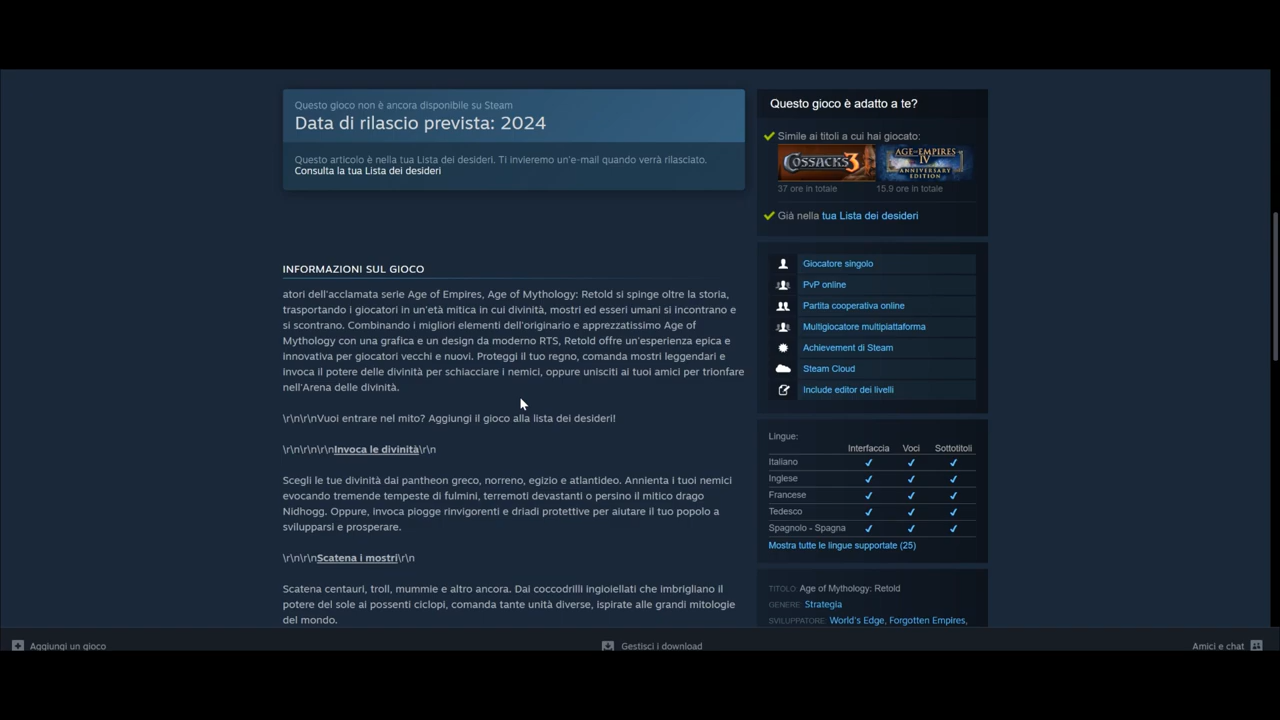 Questo gioco non è ancora disponibile su Steam
Data di rilascio prevista: 2024
Questo articolo è nella tua Lista dei desideri. Ti invieremo un'e-mail quando verrà rilasciato.
Consulta la tua Lista dei desideri
INFORMAZIONI SUL GIOCO
atori dell'acclamata serie Age of Empires, Age of Mythology: Retold si spinge oltre la storia,
trasportando i giocatori in un'età mitica in cui divinità, mostri ed esseri umani si incontrano e
si scontrano. Combinando i migliori elementi dell'originario e apprezzatissimo Age of
Mythology con una grafica e un design da moderno RTS, Retold offre un'esperienza epica e
innovativa per giocatori vecchi e nuovi. Proteggi il tuo regno, comanda mostri leggendari e
invoca il potere delle divinità per schiacciare i nemici, oppure unisciti ai tuoi amici per trionfare
nell'Arena delle divinità.
\r\n\r\nVuoi entrare nel mito? Aggiungi il gioco alla lista dei desideri!
\r\n\r\n\r\nInvoca le divinità\r\n
Scegli le tue divinità dai pantheon greco, norreno, egizio e atlantideo. Annienta i tuoi nemici
evocando tremende tempeste di fulmini, terremoti devastanti o persino il mitico drago
Nidhogg. Oppure, invoca piogge rinvigorenti e driadi protettive per aiutare il tuo popolo a
svilupparsi e prosperare.
\r\n\r\nScatena i mostri\r\n
Scatena centauri, troll, mummie e altro ancora. Dai coccodrilli ingioiellati che imbrigliano il
potere del sole ai possenti ciclopi, comanda tante unità diverse, ispirate alle grandi mitologie
del mondo.
Questo gioco è adatto a te?
Simile ai titoli a cui hai giocato:
COSSACKS 3
AGE OF EMPIRES IV ANNIVERSARY EDITION
37 ore in totale
15.9 ore in totale
Già nella tua Lista dei desideri
Giocatore singolo
PvP online
Partita cooperativa online
Multigiocatore multipiattaforma
Achievement di Steam
Steam Cloud
Include editor dei livelli
Lingue:
Interfaccia Voci Sottotitoli
Italiano ✓ ✓ ✓
Inglese ✓ ✓ ✓
Francese ✓ ✓ ✓
Tedesco ✓ ✓ ✓
Spagnolo - Spagna ✓ ✓ ✓
Mostra tutte le lingue supportate (25)
TITOLO: Age of Mythology: Retold
GENERE: Strategia
SVILUPPATORE: World's Edge, Forgotten Empires,
Aggiungi un gioco
Gestisci i download
Amici e chat